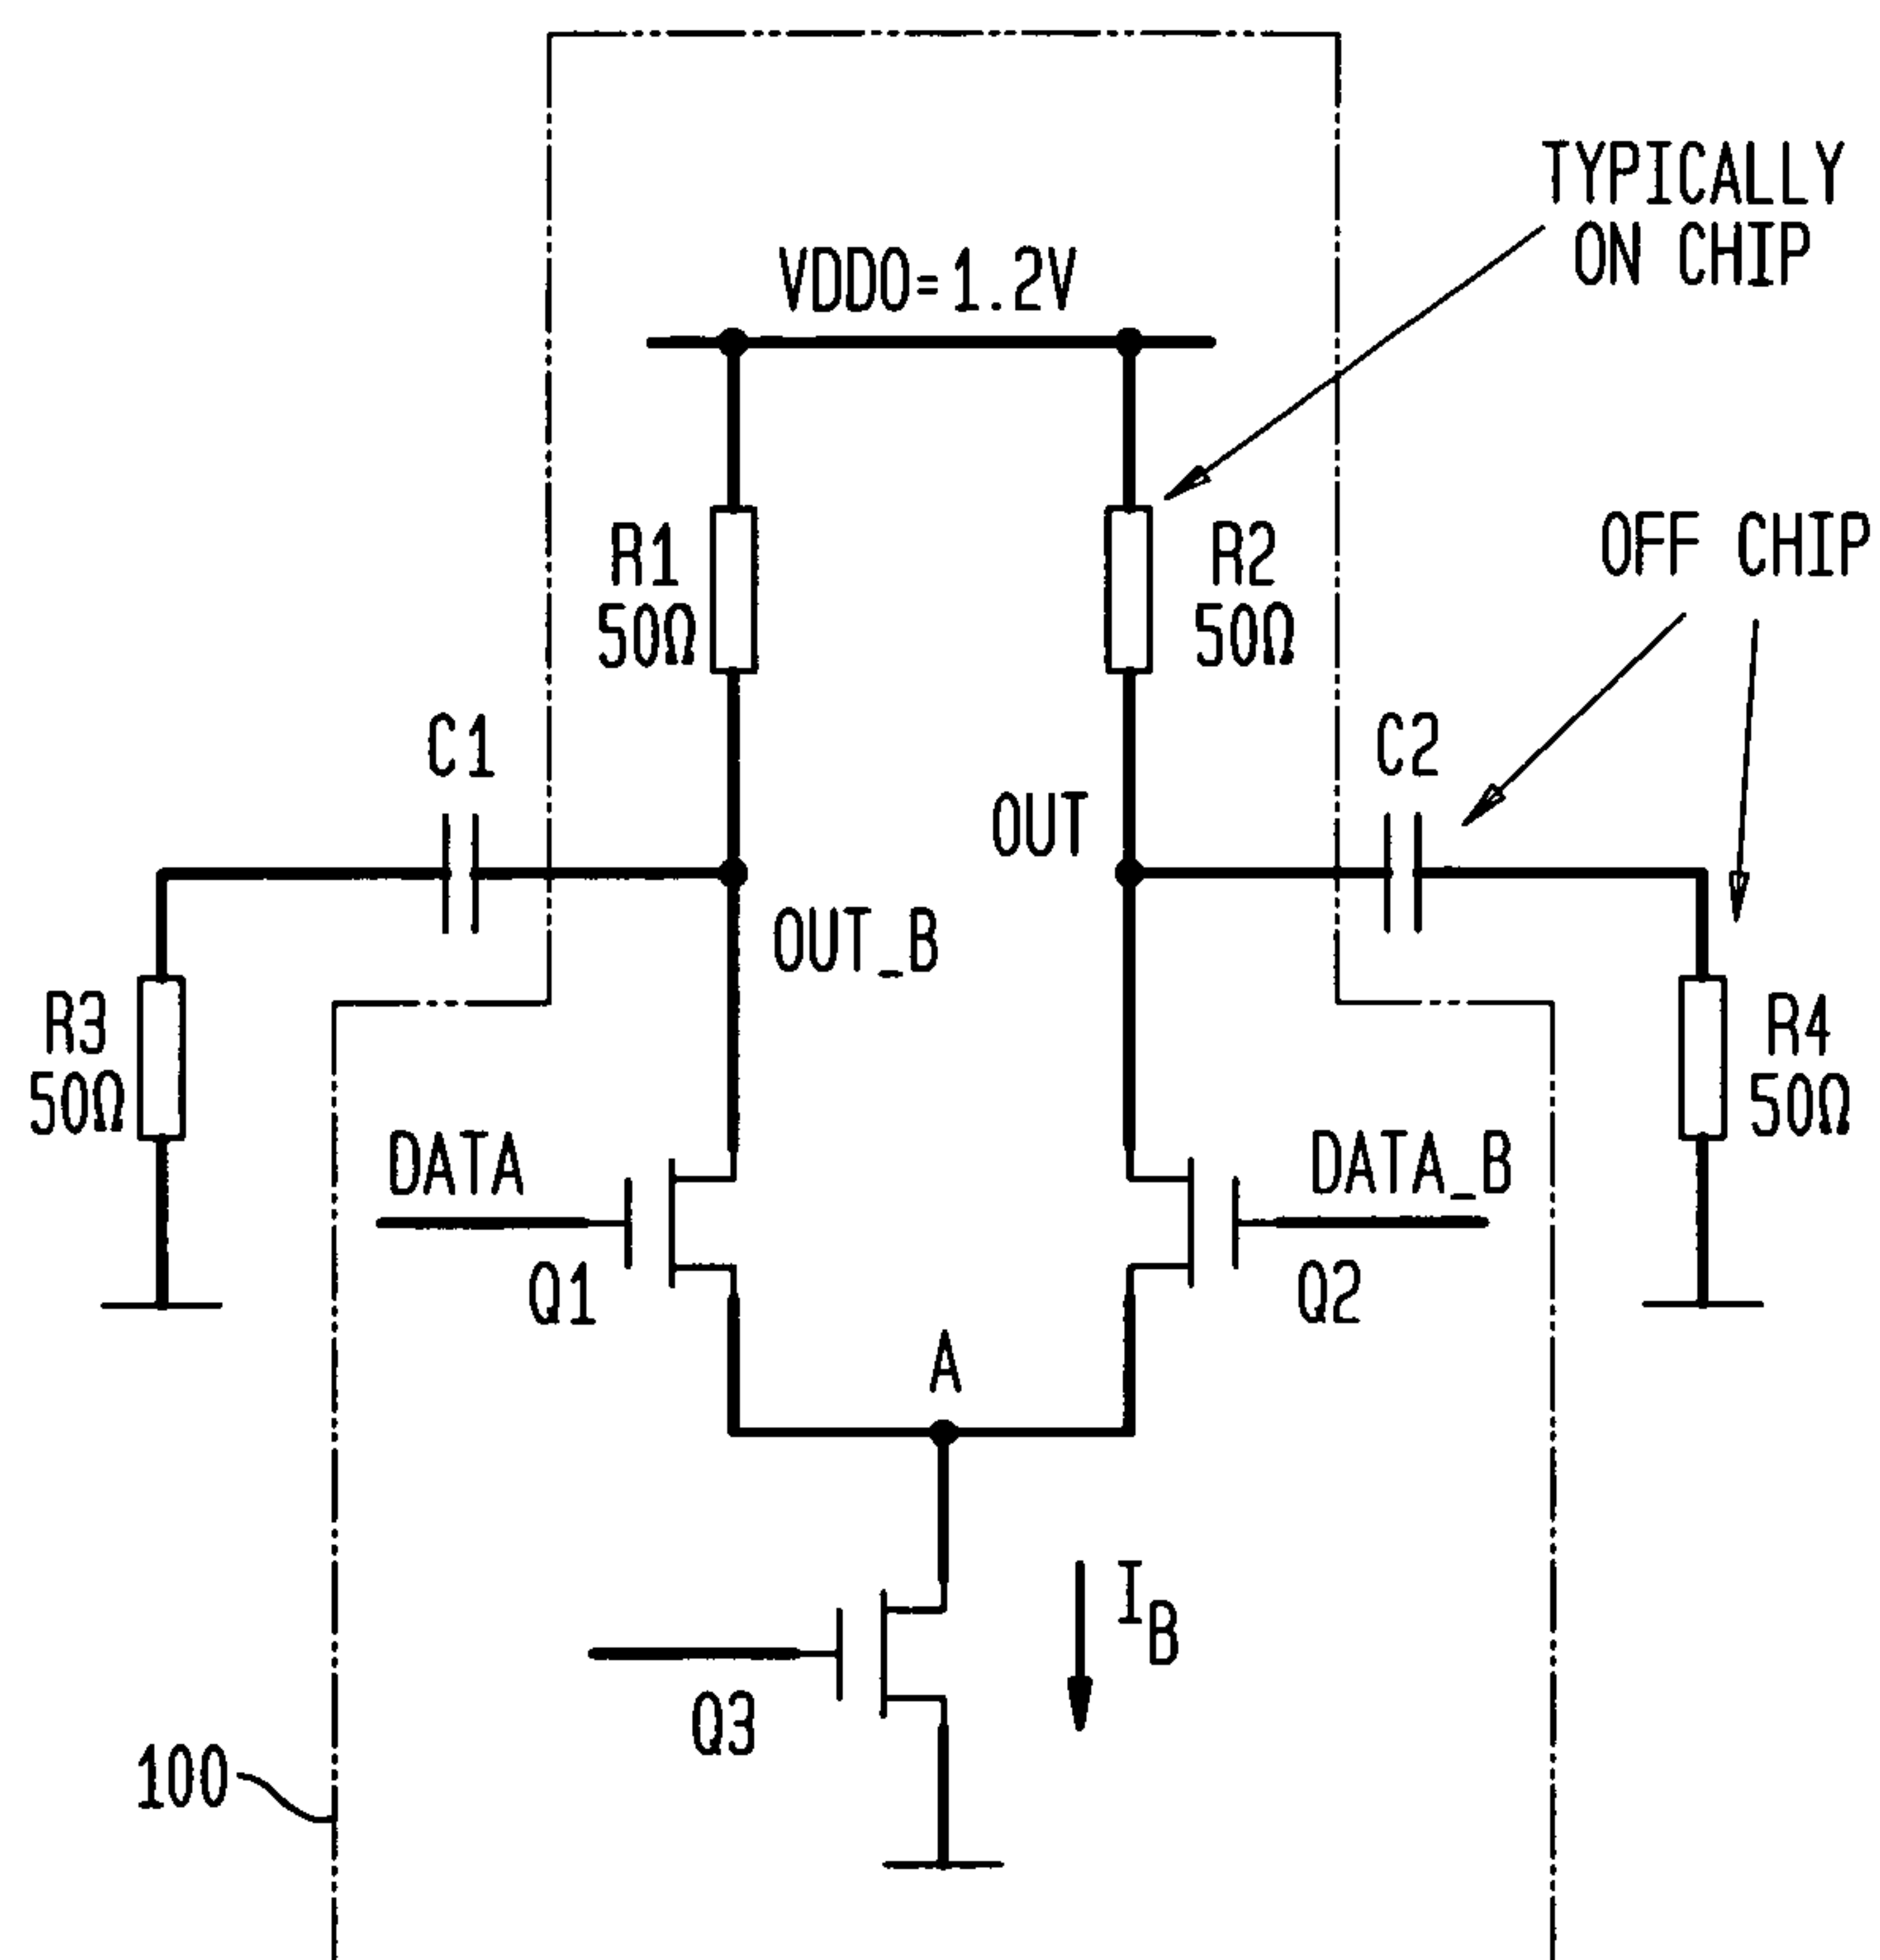 TYPICALLY
ON CHIP
VDDO=1.2V
OFF CHIP
R1
50Ω
R2
50Ω
C1
C2
OUT
OUT_B
R3
50Ω
R4
50Ω
DATA
DATA_B
Q1
Q2
A
IB
Q3
100